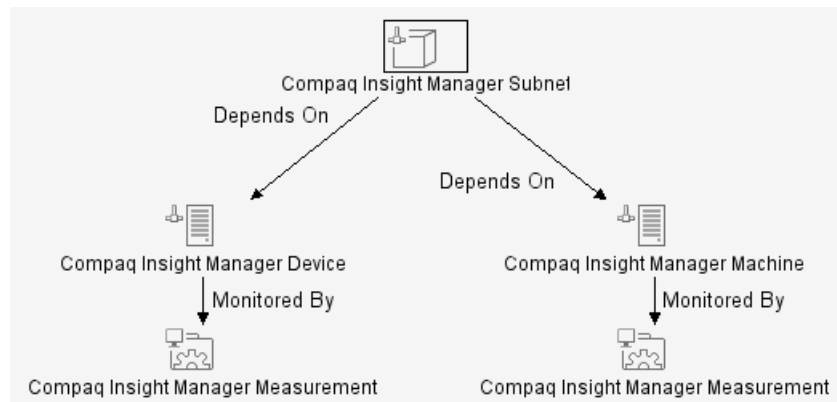 Compaq Insight Manager Subnet
Depends On
Depends On
Compaq Insight Manager Device
Compaq Insight Manager Machine
Monitored By
Monitored By
Compaq Insight Manager Measurement
Compaq Insight Manager Measurement